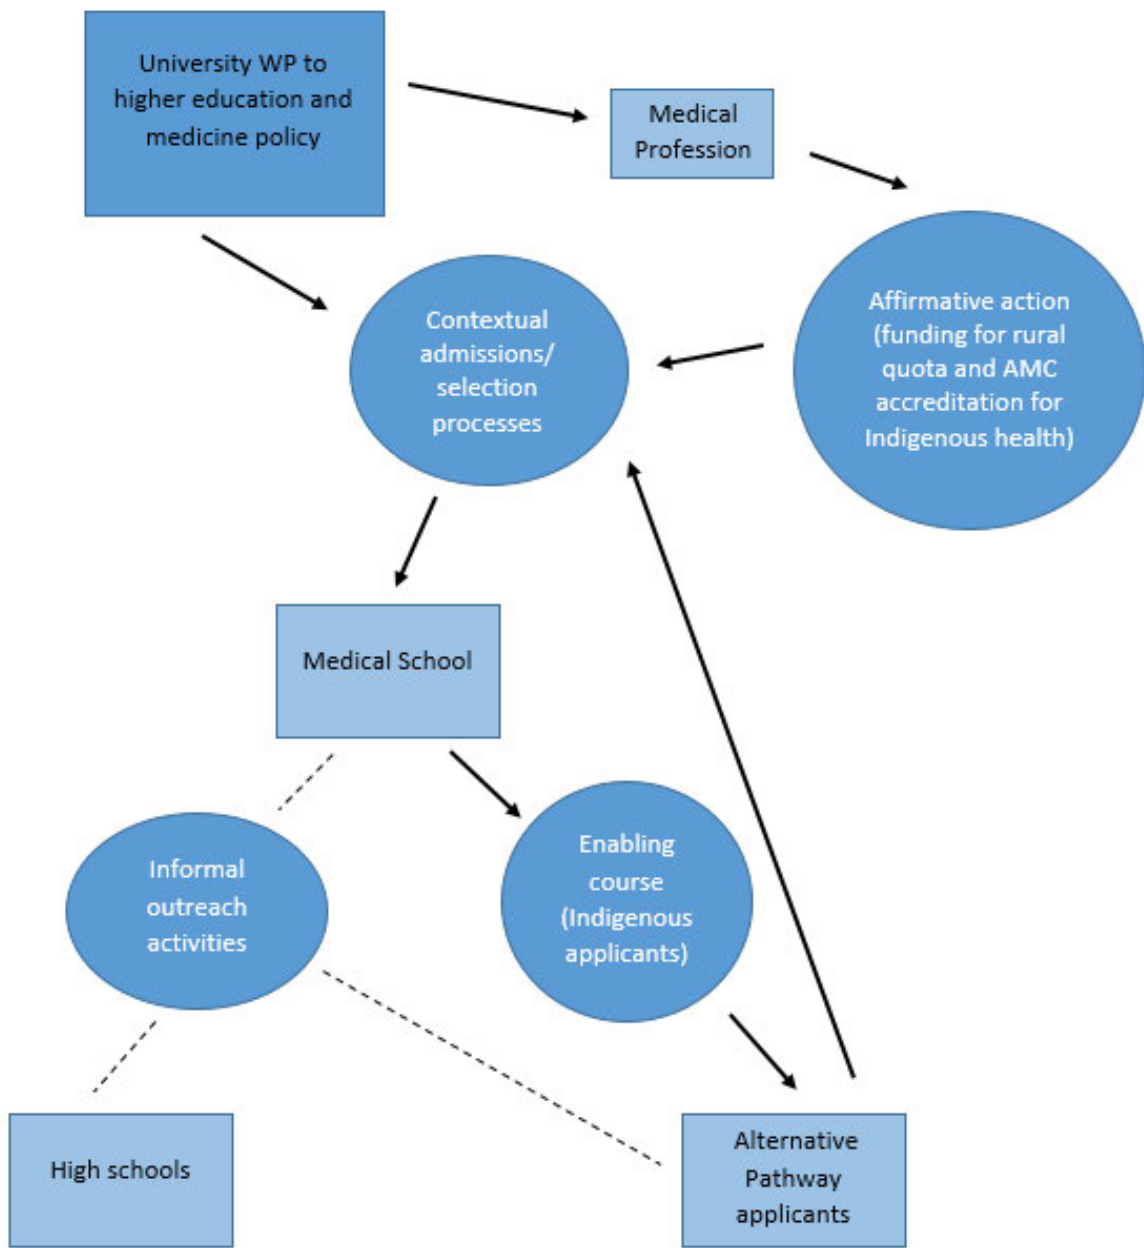 University WP to
higher education and
medicine policy
Medical
Profession
Affirmative action
(funding for rural
quota and AMC
accreditation for
Indigenous health)
Contextual
admissions/
selection
processes
Medical School
Enabling
course
(Indigenous
applicants)
Informal
outreach
activities
High schools
Alternative
Pathway
applicants